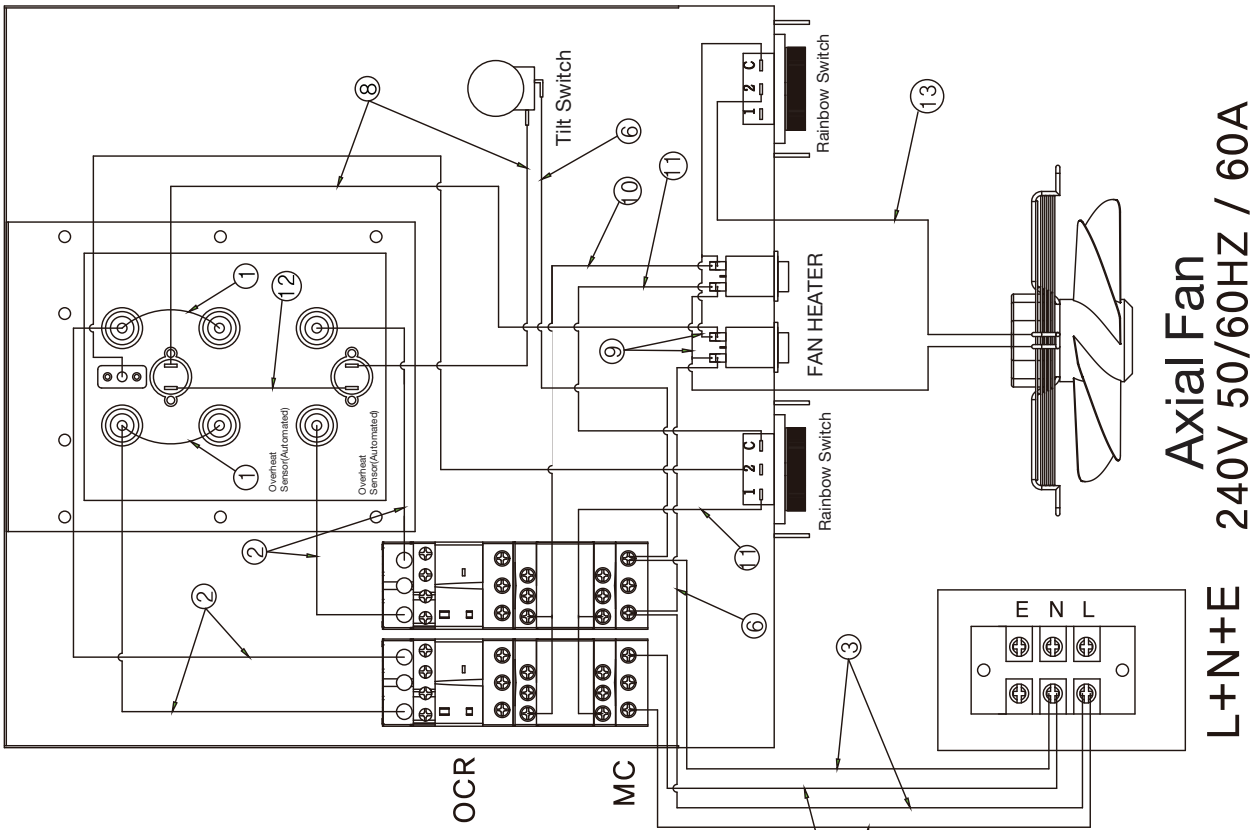 8
Tilt Switch
6
C
2
1
Rainbow Switch
13
10
11
1
12
9
FAN HEATER
1
Overheat
Sensor(Automated)
Overheat
Sensor(Automated)
C
2
1
Rainbow Switch
2
2
11
6
3
OCR
MC
E N L
Axial Fan
L+N+E 240V 50/60HZ / 60A